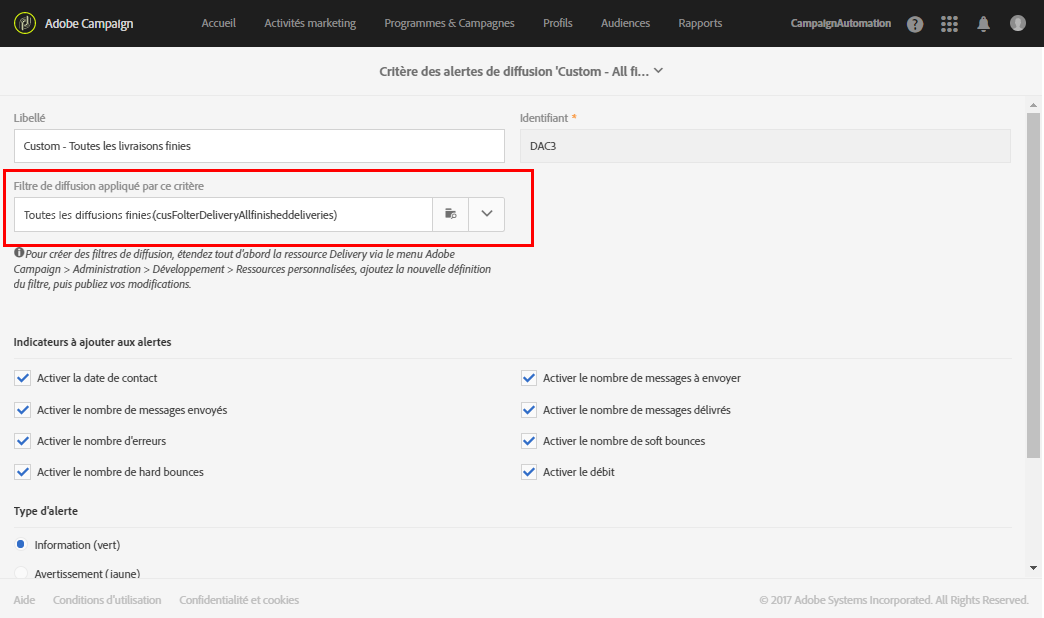 Adobe Campaign Accueil Activités marketing Programmes & Campagnes Profils Audiences Rapports CampaignAutomation ?
Critère des alertes de diffusion 'Custom - All fi...
Libellé Identifiant *
Custom - Toutes les livraisons finies DAC3
Filtre de diffusion appliqué par ce critère
Toutes les diffusions finies(cusFolterDeliveryAllfinisheddeliveries)
Pour créer des filtres de diffusion, étendez tout d'abord la ressource Delivery via le menu Adobe
Campaign > Administration > Développement > Ressources personnalisées, ajoutez la nouvelle définition
du filtre, puis publiez vos modifications.
Indicateurs à ajouter aux alertes
Activer la date de contact Activer le nombre de messages à envoyer
Activer le nombre de messages envoyés Activer le nombre de messages délivrés
Activer le nombre d'erreurs Activer le nombre de soft bounces
Activer le nombre de hard bounces Activer le débit
Type d'alerte
Information (vert)
Avertissement (jaune)
Aide Conditions d'utilisation Confidentialité et cookies © 2017 Adobe Systems Incorporated. All Rights Reserved.